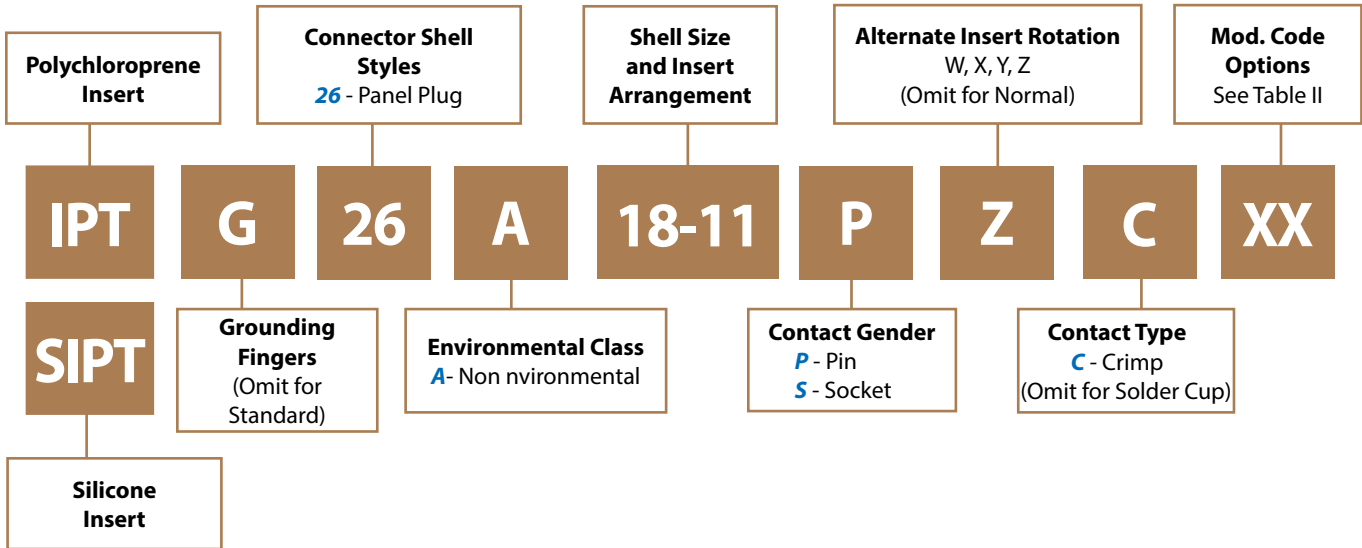 Polychloroprene
Insert
Connector Shell
Styles
26 - Panel Plug
Shell Size
and Insert
Arrangement
Alternate Insert Rotation
W, X, Y, Z
(Omit for Normal)
Mod. Code
Options
See Table II
IPT
G
26
A
18-11
P
Z
C
XX
SIPT
Grounding
Fingers
(Omit for
Standard)
Environmental Class
A- Non nvironmental
Contact Gender
P - Pin
S - Socket
Contact Type
C - Crimp
(Omit for Solder Cup)
Silicone
Insert